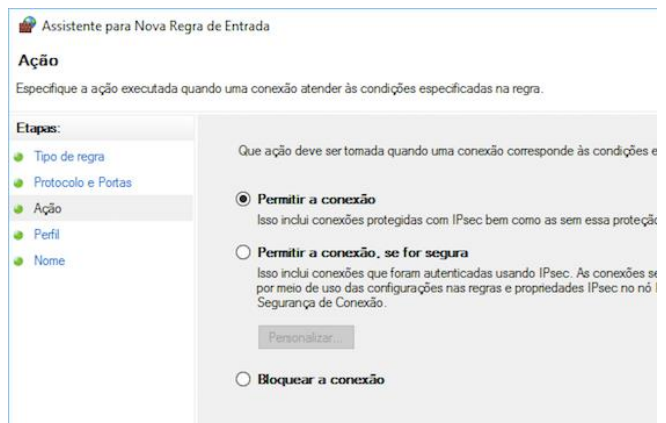 Assistente para Nova Regra de Entrada
Ação
Especifique a ação executada quando uma conexão atender às condições especificadas na regra.
Etapas:
Tipo de regra
Protocolo e Portas
Ação
Perfil
Nome
Que ação deve ser tomada quando uma conexão corresponde às condições e
Permitir a conexão
Isso inclui conexões protegidas com IPsec bem como as sem essa proteção
Permitir a conexão, se for segura
Isso inclui conexões que foram autenticadas usando IPsec. As conexões se
por meio de uso das configurações nas regras e propriedades IPsec no nó
Segurança de Conexão.
Personalizar...
Bloquear a conexão